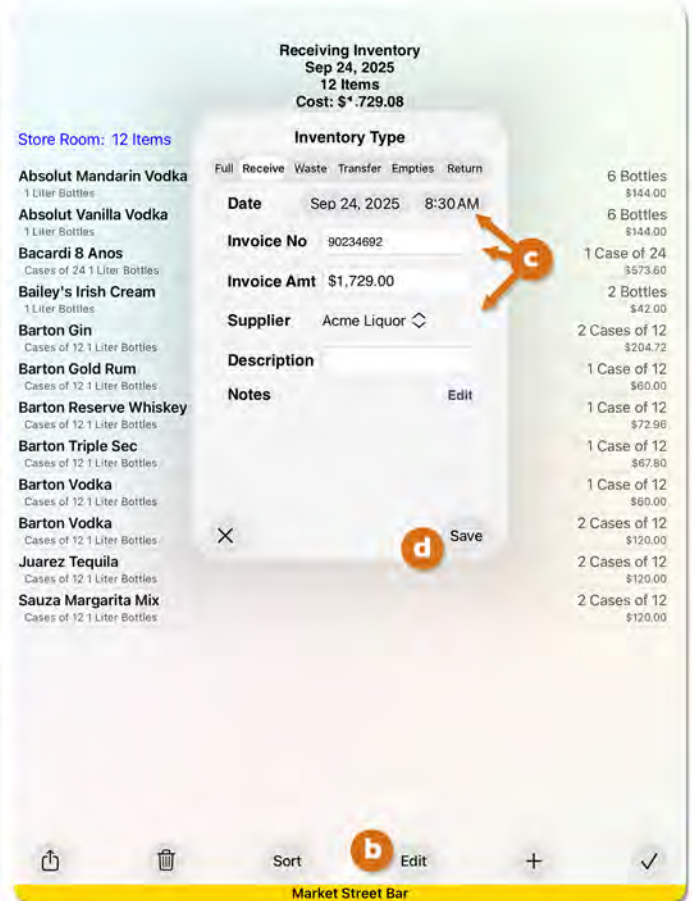 Receiving Inventory
Sep 24, 2025
12 Items
Cost: $1,729.08
Store Room: 12 Items
Inventory Type
Full Receive Waste Transfer Empties Return
Date Sep 24, 2025 8:30 AM
Invoice No 90234692
Invoice Amt $1,729.00
Supplier Acme Liquor
Description
Notes Edit
Save
c
d
Absolut Mandarin Vodka 6 Bottles
1 Liter Bottles $144.00
Absolut Vanilla Vodka 6 Bottles
1 Liter Bottles $144.00
Bacardi 8 Anos 1 Case of 24
Cases of 24 1 Liter Bottles $573.60
Bailey's Irish Cream 2 Bottles
1 Liter Bottles $42.00
Barton Gin 2 Cases of 12
Cases of 12 1 Liter Bottles $204.72
Barton Gold Rum 1 Case of 12
Cases of 12 1 Liter Bottles $60.00
Barton Reserve Whiskey 1 Case of 12
Cases of 12 1 Liter Bottles $72.96
Barton Triple Sec 1 Case of 12
Cases of 12 1 Liter Bottles $67.80
Barton Vodka 1 Case of 12
Cases of 12 1 Liter Bottles $60.00
Barton Vodka 2 Cases of 12
Cases of 12 1 Liter Bottles $120.00
Juarez Tequila 2 Cases of 12
Cases of 12 1 Liter Bottles $120.00
Sauza Margarita Mix 2 Cases of 12
Cases of 12 1 Liter Bottles $120.00
Sort b Edit
Market Street Bar